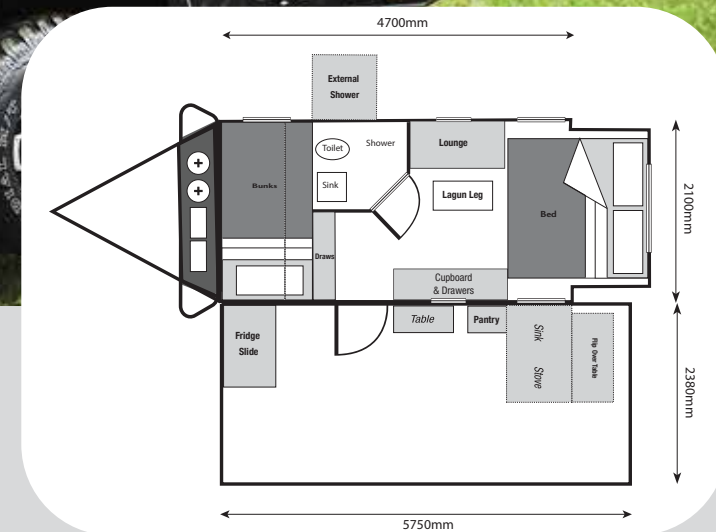 4700mm
External
Shower
Toilet
Shower
Lounge
Sink
Bunks
Lagun Leg
Bed
2100mm
Draws
Cupboard
& Drawers
Table
Pantry
Fridge
Slide
Sink
Stove
Flip Over Table
2380mm
5750mm